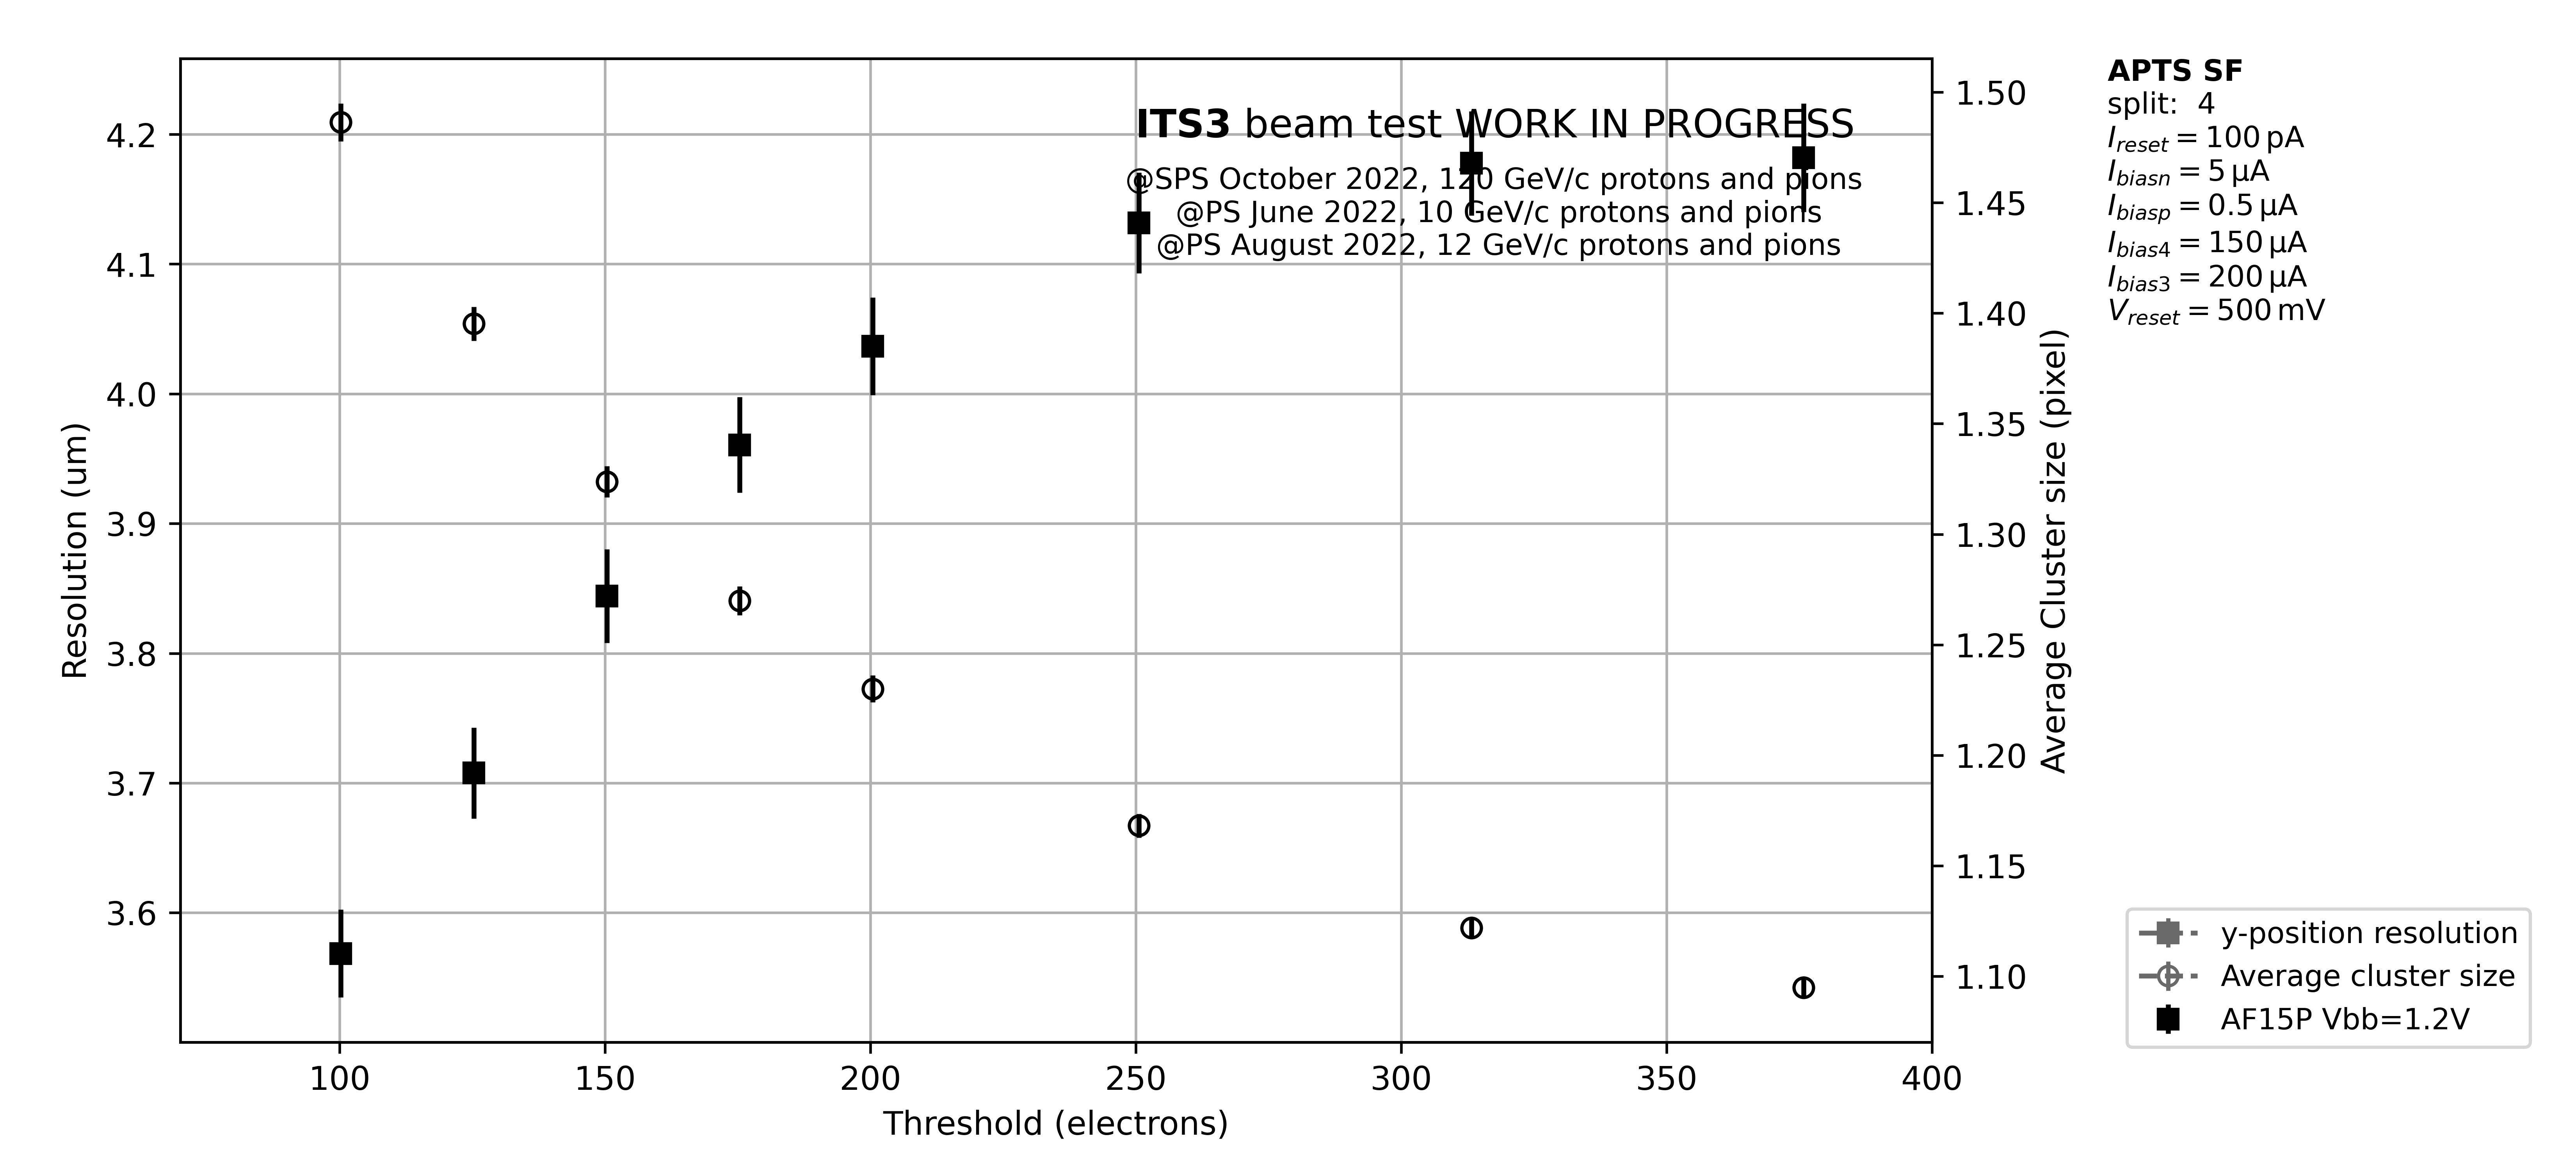 ITS3 beam test WORK IN PROGRESS
@SPS October 2022, 120 GeV/c protons and pions
@PS June 2022, 10 GeV/c protons and pions
@PS August 2022, 12 GeV/c protons and pions
APTS SF
split: 4
I_reset = 100 pA
I_biasn = 5 µA
I_biasp = 0.5 µA
I_bias4 = 150 µA
I_bias3 = 200 µA
V_reset = 500 mV
Resolution (um)
4.2
4.1
4.0
3.9
3.8
3.7
3.6
1.50
1.45
1.40
1.35
1.30
1.25
1.20
1.15
1.10
Average Cluster size (pixel)
100 150 200 250 300 350 400
Threshold (electrons)
y-position resolution
Average cluster size
AF15P Vbb=1.2V